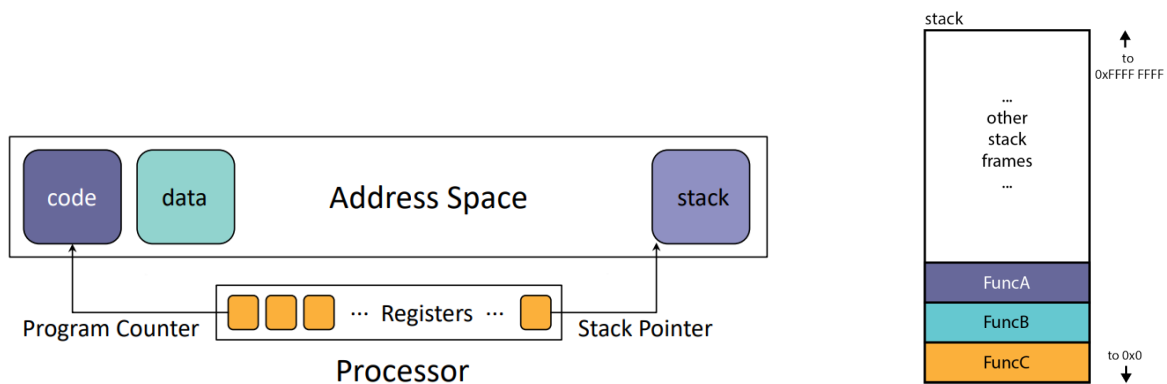 code
data
Address Space
stack
Program Counter
... Registers ...
Stack Pointer
Processor
stack
to
0xFFFF FFFF
...
other
stack
frames
...
FuncA
FuncB
FuncC
to 0x0